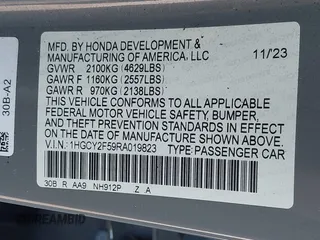 MFD. BY HONDA DEVELOPMENT &
MANUFACTURING OF AMERICA, LLC 11/23
GVWR 2100KG (4629LBS)
GAWR F 1160KG (2557LBS)
GAWR R 970KG (2138LBS)
THIS VEHICLE CONFORMS TO ALL APPLICABLE
FEDERAL MOTOR VEHICLE SAFETY, BUMPER,
AND THEFT PREVENTION STANDARDS IN
EFFECT ON THE DATE OF MANUFACTURE
SHOWN ABOVE.
V.I.N.: 1HGCY2F59RA019823 TYPE: PASSENGER CAR
30B R AA9 NH912P Z A
30B-A2